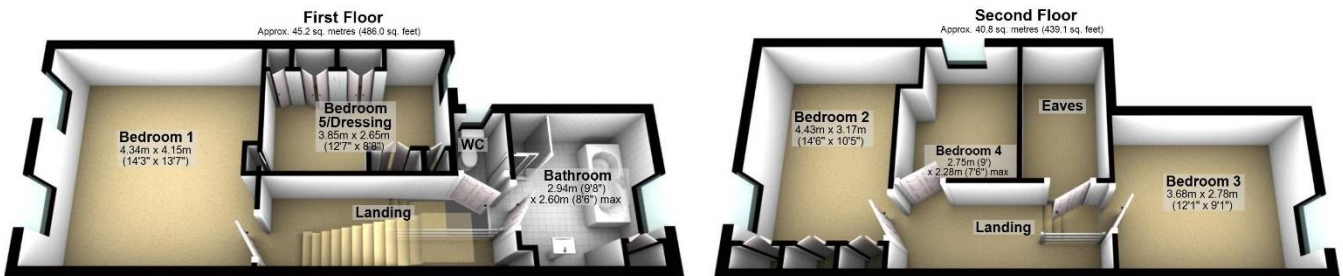 First Floor
Approx. 45.2 sq. metres (486.0 sq. feet)
Bedroom 1
4.34m x 4.15m
(14'3" x 13'7")
Bedroom
5/Dressing
3.85m x 2.65m
(12'7" x 8'8")
WC
Bathroom
2.94m (9'8")
x 2.60m (8'6") max
Landing
Second Floor
Approx. 40.8 sq. metres (439.1 sq. feet)
Bedroom 2
4.43m x 3.17m
(14'6" x 10'5")
Bedroom 4
2.75m (9')
x 2.28m (7'6") max
Eaves
Bedroom 3
3.68m x 2.78m
(12'1" x 9'1")
Landing